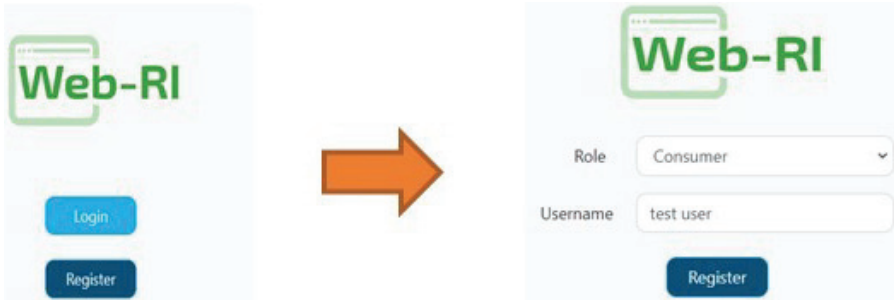 Web-RI
Login
Register
Web-RI
Role Consumer
Username test user
Register